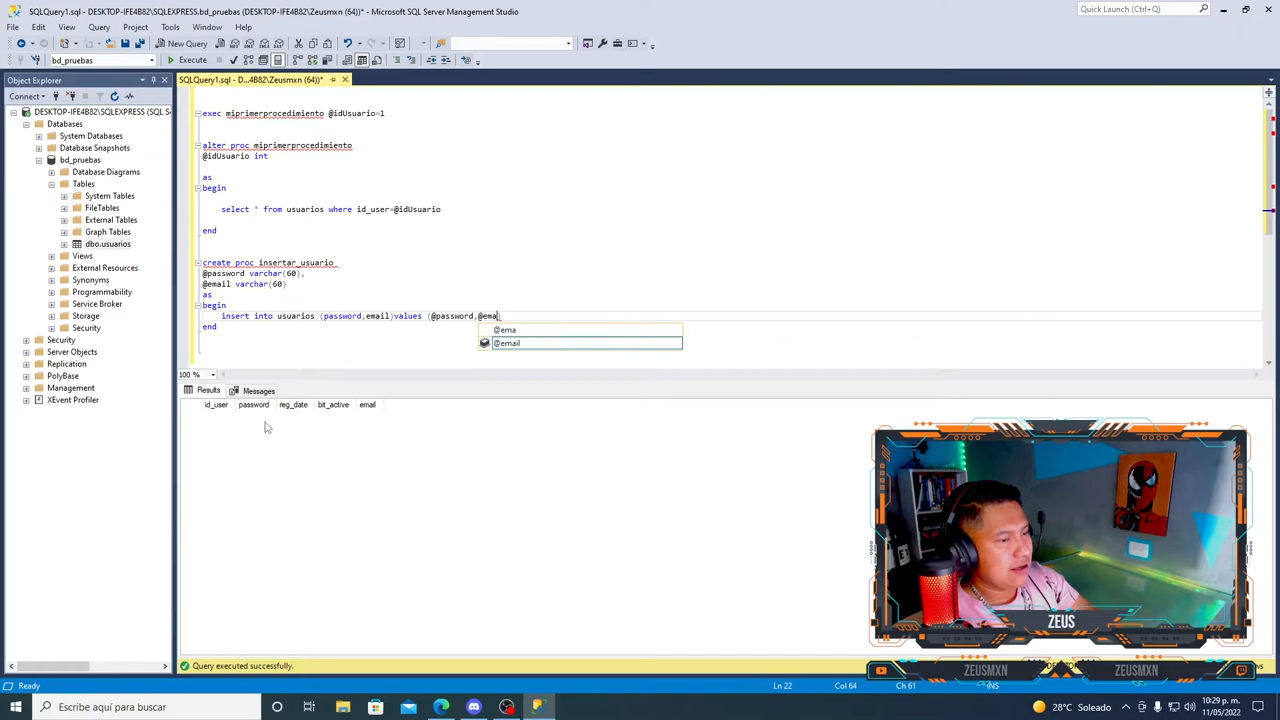 SQLQuery1.sql - DESKTOP-IFE4B82\SQLEXPRESS.bd_pruebas (DESKTOP-IFE4B82\Zeusmxn (64))* - Microsoft SQL Server Management Studio
Quick Launch (Ctrl+Q)
File Edit View Query Project Tools Window Help
New Query
bd_pruebas
Execute
Object Explorer
SQLQuery1.sql - D...4B82\Zeusmxn (64))*
Connect
DESKTOP-IFE4B82\SQLEXPRESS (SQL S
Databases
System Databases
Database Snapshots
bd_pruebas
Database Diagrams
Tables
System Tables
FileTables
External Tables
Graph Tables
dbo.usuarios
Views
External Resources
Synonyms
Programmability
Service Broker
Storage
Security
Security
Server Objects
Replication
PolyBase
Management
XEvent Profiler
exec miprimerprocedimiento @idUsuario=1
alter proc miprimerprocedimiento
@idUsuario int
as
begin
select * from usuarios where id_user=@idUsuario
end
create proc insertar_usuario
@password varchar(60),
@email varchar(60)
as
begin
insert into usuarios (password,email)values (@password,@ema)
end
@ema
@email
100 %
Results Messages
id_user password reg_date bit_active email
Query executed successfully.
ZEUS
ZEUSMXN
ZEUSMXN
Ready
Ln 22
Col 64
Ch 61
INS
Escribe aquí para buscar
28°C Soleado
10:29 p. m.
11/05/2022